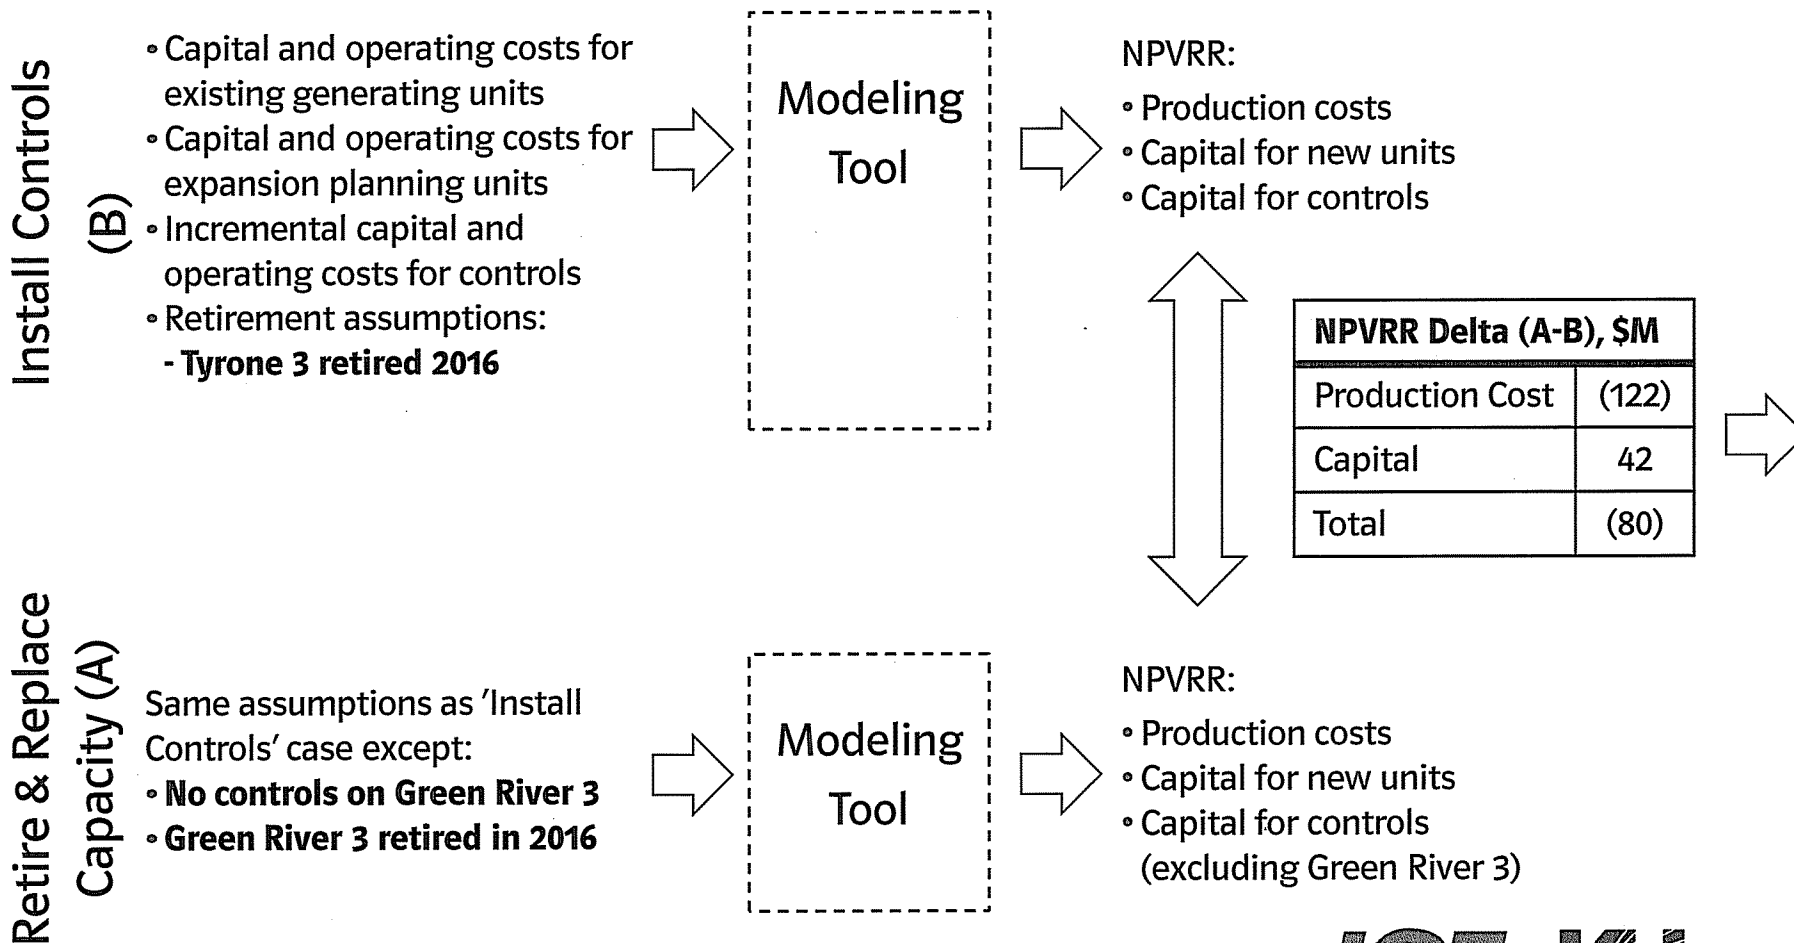 Install Controls
(B)
• Capital and operating costs for
existing generating units
• Capital and operating costs for
expansion planning units
• Incremental capital and
operating costs for controls
• Retirement assumptions:
- Tyrone 3 retired 2016
Modeling
Tool
NPVRR:
• Production costs
• Capital for new units
• Capital for controls
NPVRR Delta (A-B), $M
Production Cost (122)
Capital 42
Total (80)
Retire & Replace
Capacity (A)
Same assumptions as 'Install
Controls' case except:
• No controls on Green River 3
• Green River 3 retired in 2016
Modeling
Tool
NPVRR:
• Production costs
• Capital for new units
• Capital for controls
(excluding Green River 3)